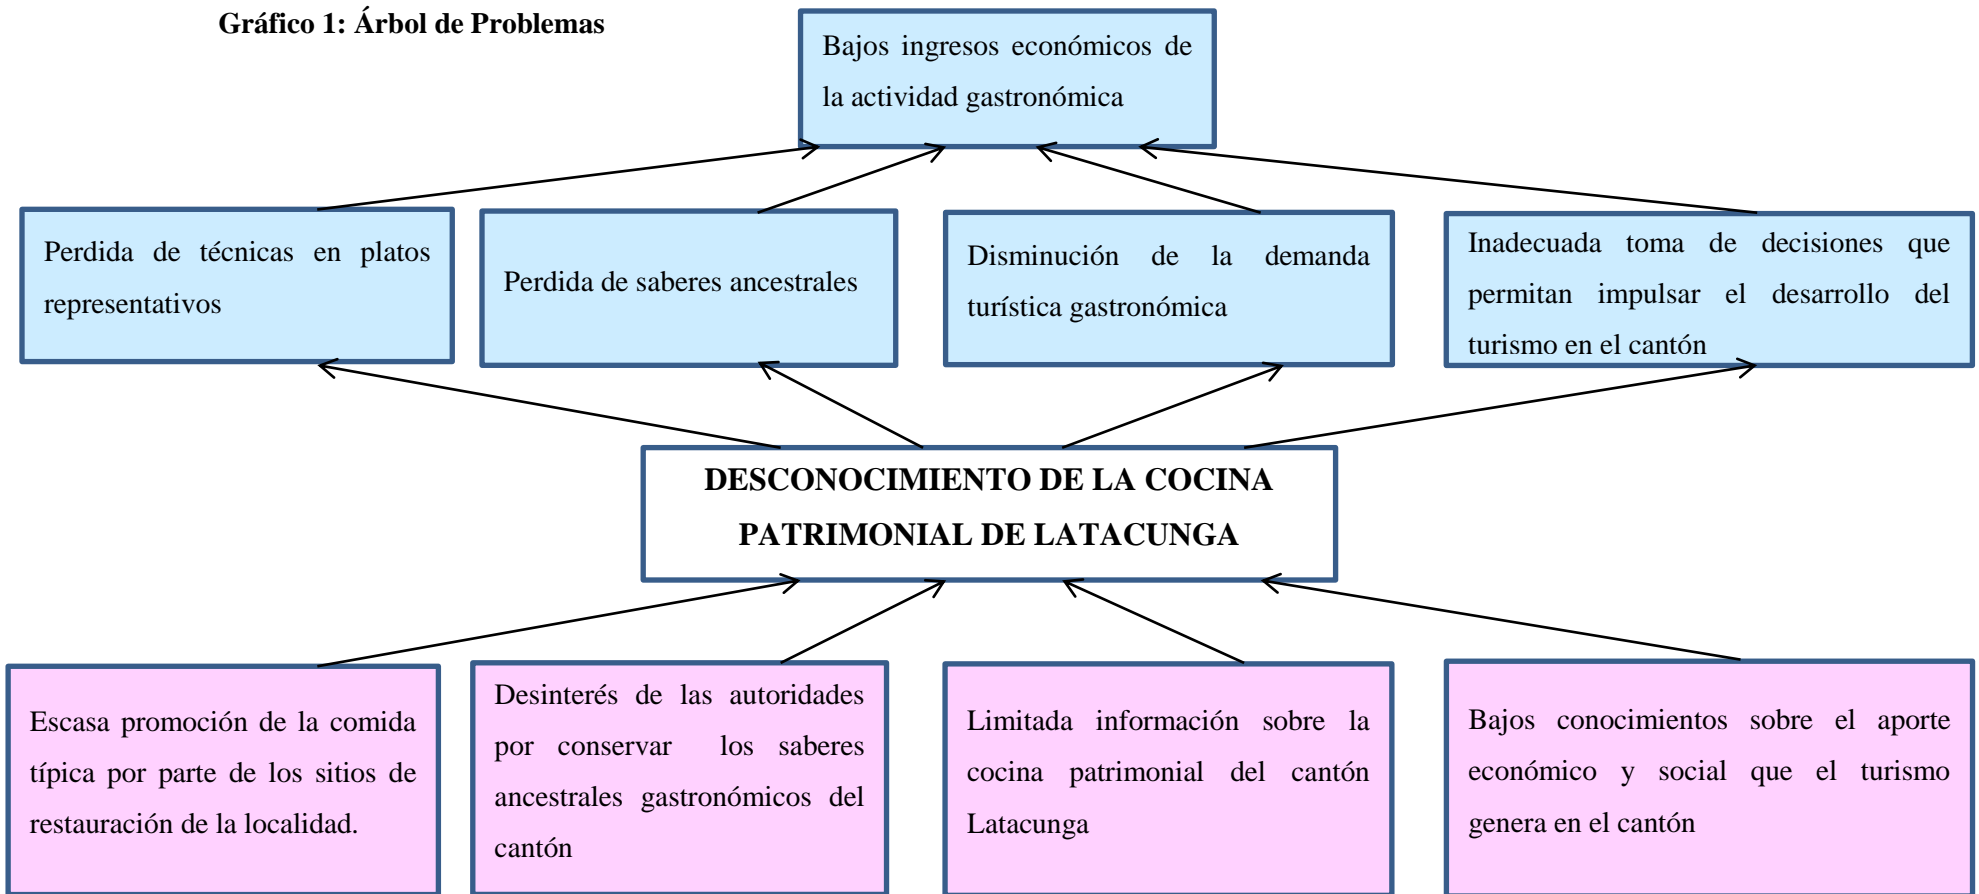 Gráfico 1: Árbol de Problemas
Bajos ingresos económicos de
la actividad gastronómica
Perdida de técnicas en platos
representativos
Perdida de saberes ancestrales
Disminución de la demanda
turística gastronómica
Inadecuada toma de decisiones que
permitan impulsar el desarrollo del
turismo en el cantón
DESCONOCIMIENTO DE LA COCINA
PATRIMONIAL DE LATACUNGA
Escasa promoción de la comida
típica por parte de los sitios de
restauración de la localidad.
Desinterés de las autoridades
por conservar los saberes
ancestrales gastronómicos del
cantón
Limitada información sobre la
cocina patrimonial del cantón
Latacunga
Bajos conocimientos sobre el aporte
económico y social que el turismo
genera en el cantón